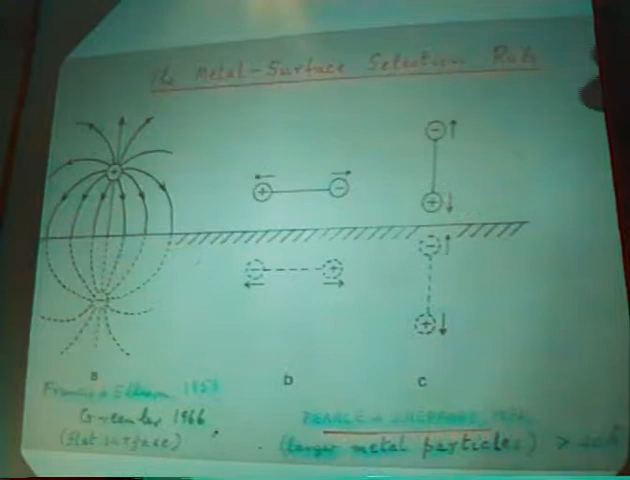 The Metal-Surface Selection Rule
+ - - +
+ -
- +
a b c
Francis & Ellison 1959
Greenler 1966
(flat surface)
PEARCE & SHEPPARD, 1976
(larger metal particles) >